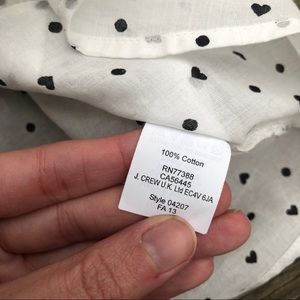 100% Cotton
RN77388
CA56445
J. CREW U.K. Ltd EC4V 6JA
Style 04207
FA 13